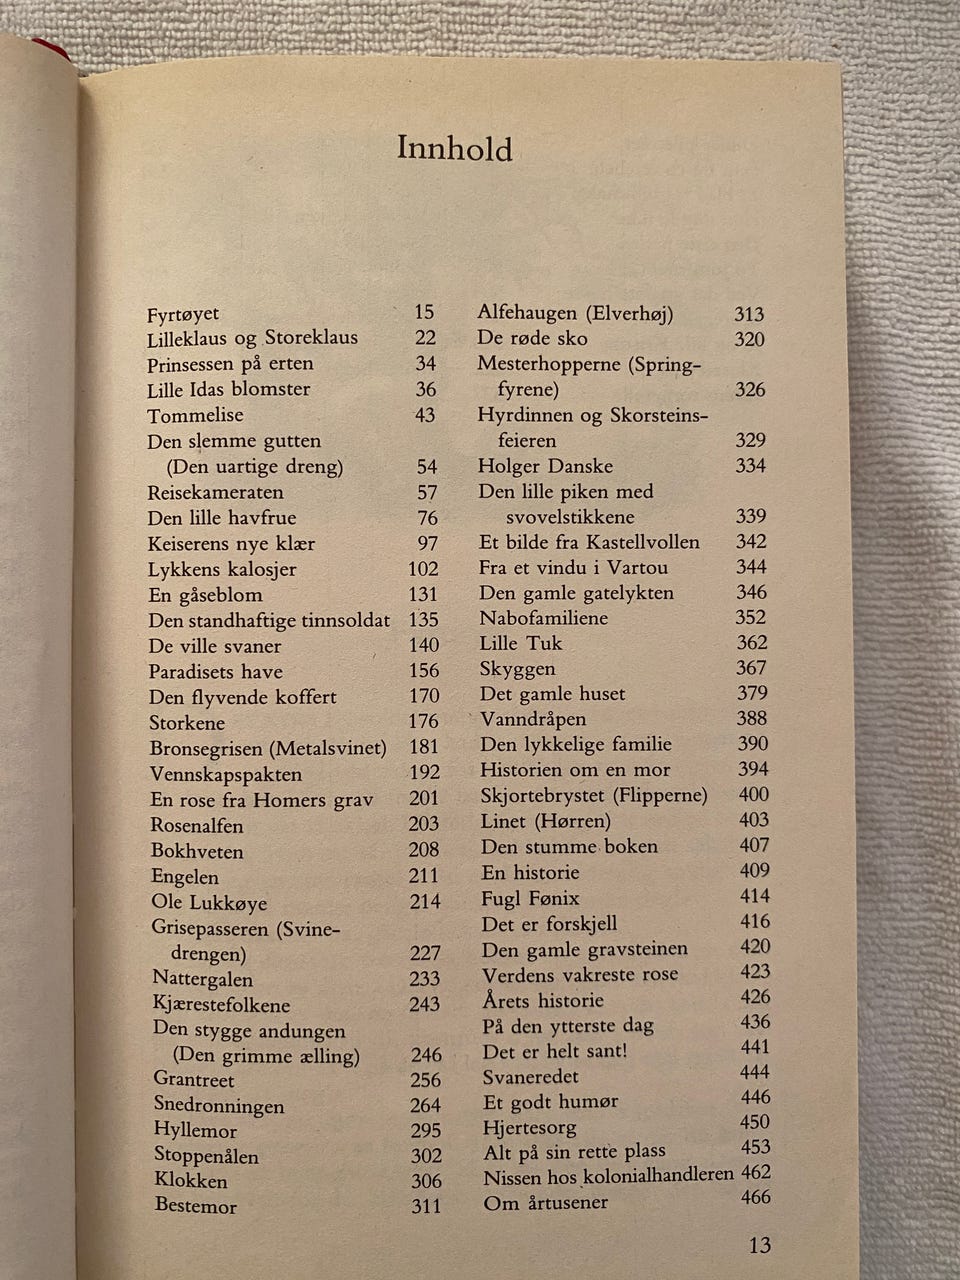 Innhold
Fyrtøyet 15
Lilleklaus og Storeklaus 22
Prinsessen på erten 34
Lille Idas blomster 36
Tommelise 43
Den slemme gutten
(Den uartige dreng) 54
Reisekameraten 57
Den lille havfrue 76
Keiserens nye klær 97
Lykkens kalosjer 102
En gåseblom 131
Den standhaftige tinnsoldat 135
De ville svaner 140
Paradisets have 156
Den flyvende koffert 170
Storkene 176
Bronsegrisen (Metalsvinet) 181
Vennskapspakten 192
En rose fra Homers grav 201
Rosenalfen 203
Bokhveten 208
Engelen 211
Ole Lukkøye 214
Grisepasseren (Svine-
drengen) 227
Nattergalen 233
Kjærestefolkene 243
Den stygge andungen
(Den grimme ælling) 246
Grantreet 256
Snedronningen 264
Hyllemor 295
Stoppenålen 302
Klokken 306
Bestemor 311
Alfehaugen (Elverhøj) 313
De røde sko 320
Mesterhopperne (Spring-
fyrene) 326
Hyrdinnen og Skorsteins-
feieren 329
Holger Danske 334
Den lille piken med
svovelstikkene 339
Et bilde fra Kastellvollen 342
Fra et vindu i Vartou 344
Den gamle gatelykten 346
Nabofamiliene 352
Lille Tuk 362
Skyggen 367
Det gamle huset 379
Vanndråpen 388
Den lykkelige familie 390
Historien om en mor 394
Skjortebrystet (Flipperne) 400
Linet (Hørren) 403
Den stumme boken 407
En historie 409
Fugl Fønix 414
Det er forskjell 416
Den gamle gravsteinen 420
Verdens vakreste rose 423
Årets historie 426
På den ytterste dag 436
Det er helt sant! 441
Svaneredet 444
Et godt humør 446
Hjertesorg 450
Alt på sin rette plass 453
Nissen hos kolonialhandleren 462
Om årtusener 466
13